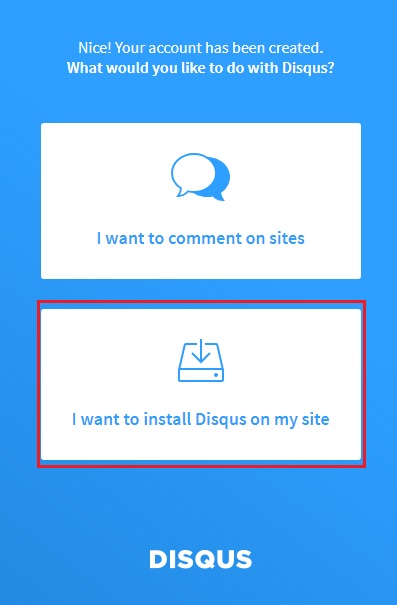 Nice! Your account has been created.
What would you like to do with Disqus?
I want to comment on sites
I want to install Disqus on my site
DISQUS